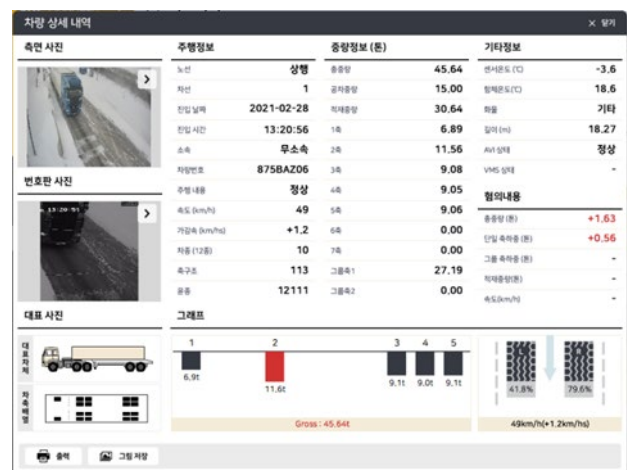 차량 상세 내역
× 닫기
측면 사진
주행정보
중량정보 (톤)
기타정보
노선 상행
차선 1
진입 날짜 2021-02-28
진입 시간 13:20:56
소속 무소속
차량번호 875BAZ06
주행 내용 정상
속도 (km/h) 49
가감속 (km/hs) +1.2
차종 (12종) 10
축구조 113
윤종 12111
총중량 45.64
공차중량 15.00
적재중량 30.64
1축 6.89
2축 11.56
3축 9.08
4축 9.05
5축 9.06
6축 0.00
7축 0.00
그룹축1 27.19
그룹축2 0.00
센서온도 (℃) -3.6
함체온도 (℃) 18.6
화물 기타
길이 (m) 18.27
AVI 상태 정상
VMS 상태 -
혐의내용
총중량 (톤) +1.63
단일 축하중 (톤) +0.56
그룹 축하중 (톤) -
적재중량(톤) -
속도(km/h) -
번호판 사진
13:20:51
대표 사진
대표차체
차축배열
그래프
1 2 3 4 5
6.9t 11.6t 9.1t 9.0t 9.1t
Gross : 45.64t
L R
41.8% 79.6%
49km/h(+1.2km/hs)
출력
그림 저장